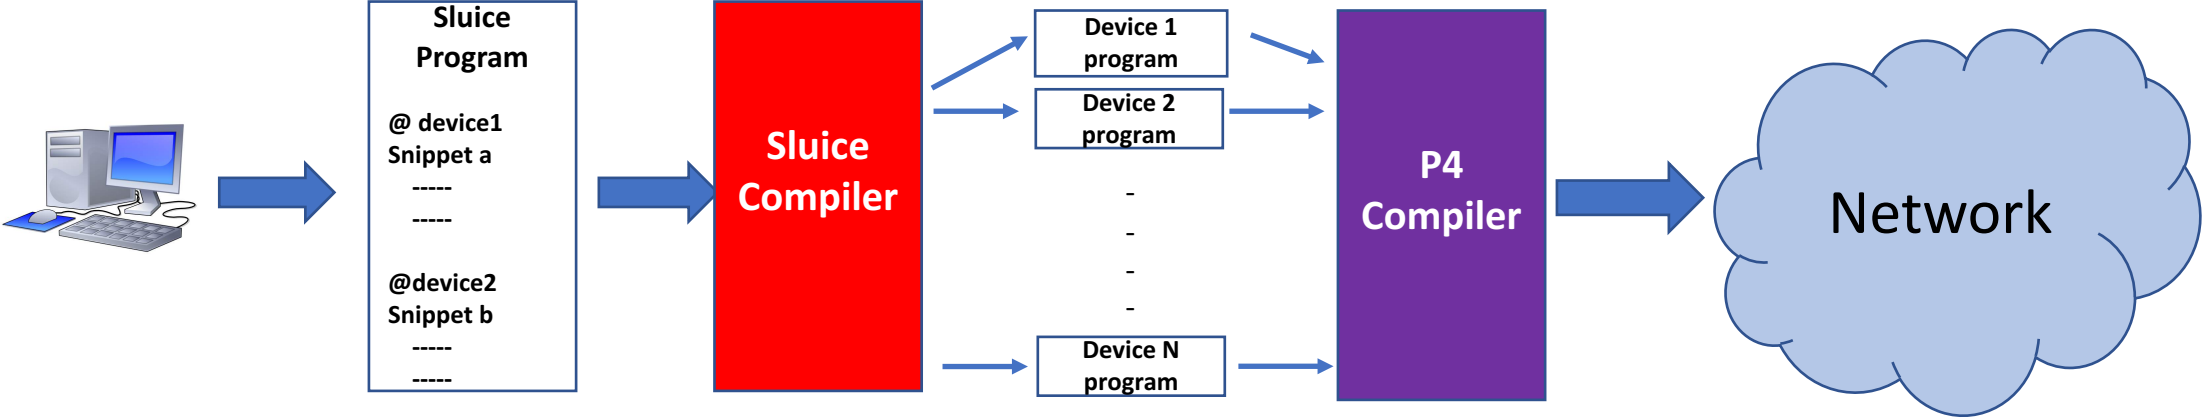 Sluice
Program
@ device1
Snippet a
-----
-----
@device2
Snippet b
-----
-----
Sluice
Compiler
Device 1
program
Device 2
program
-
-
-
-
Device N
program
P4
Compiler
Network